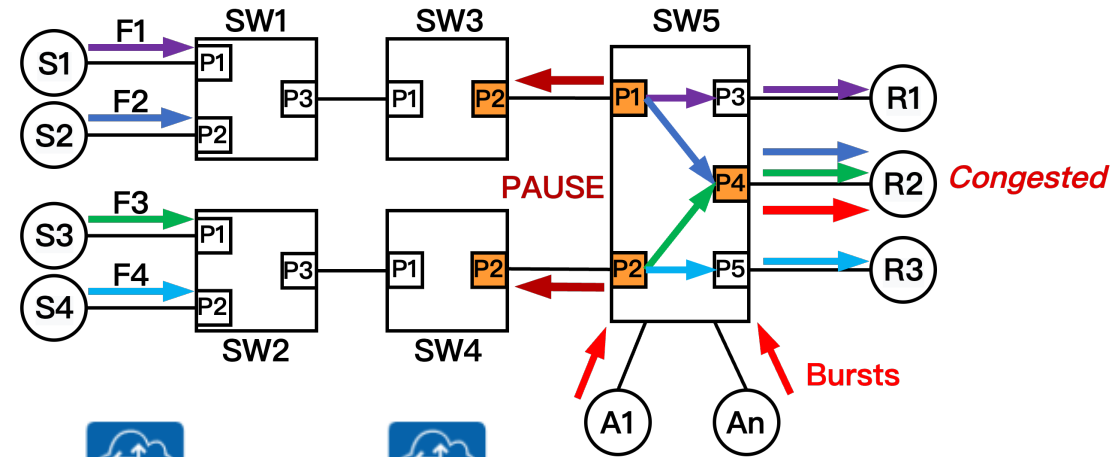 SW1
SW3
SW5
S1
F1
P1
P3
P1
P2
P1
P3
R1
S2
F2
P2
PAUSE
P4
R2
Congested
S3
F3
P1
P3
P1
P2
P2
P5
R3
S4
F4
P2
SW2
SW4
Bursts
A1
An